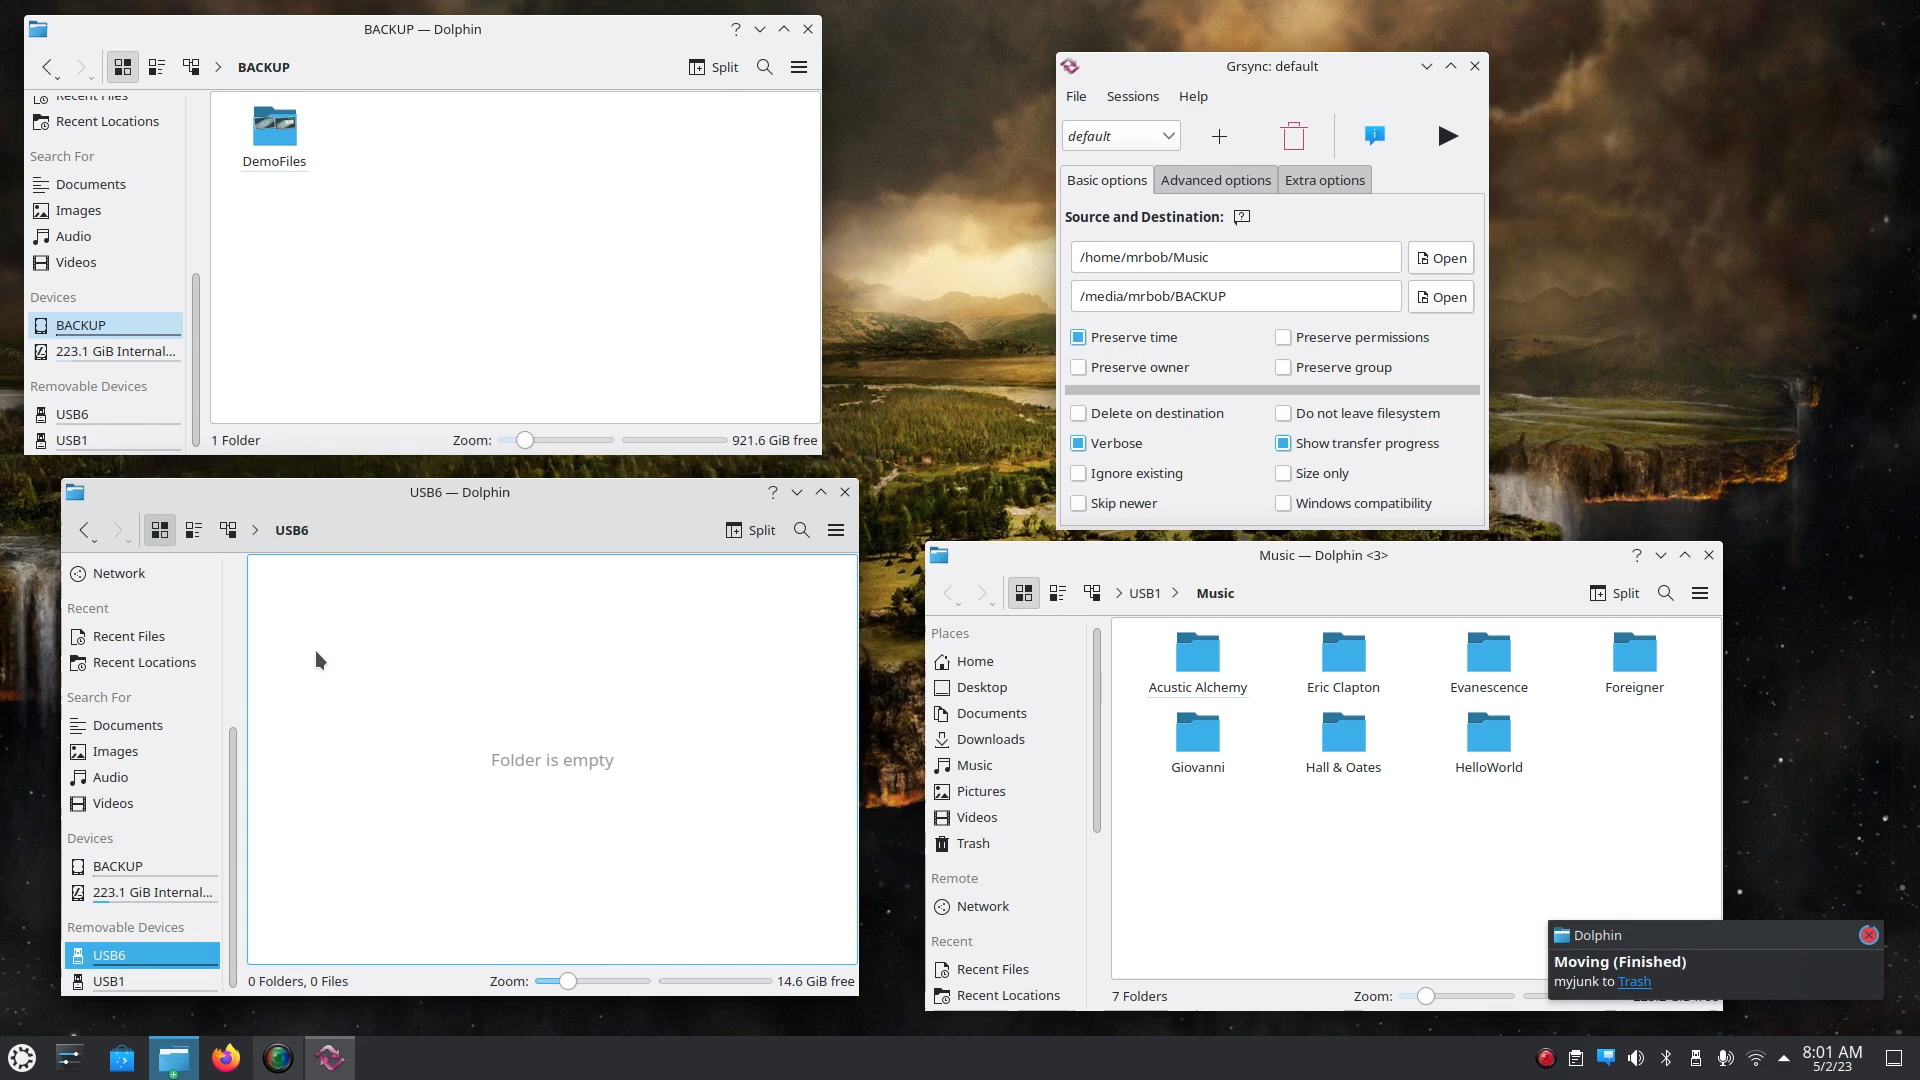 BACKUP — Dolphin
BACKUP
Split
Recent Files
Recent Locations
Search For
Documents
Images
Audio
Videos
Devices
BACKUP
223.1 GiB Internal...
Removable Devices
USB6
USB1
DemoFiles
1 Folder
Zoom:
921.6 GiB free
Grsync: default
File Sessions Help
default
Basic options
Advanced options
Extra options
Source and Destination:
/home/mrbob/Music
Open
/media/mrbob/BACKUP
Open
Preserve time
Preserve permissions
Preserve owner
Preserve group
Delete on destination
Do not leave filesystem
Verbose
Show transfer progress
Ignore existing
Size only
Skip newer
Windows compatibility
USB6 — Dolphin
USB6
Split
Network
Recent
Recent Files
Recent Locations
Search For
Documents
Images
Audio
Videos
Devices
BACKUP
223.1 GiB Internal...
Removable Devices
USB6
USB1
Folder is empty
0 Folders, 0 Files
Zoom:
14.6 GiB free
Music — Dolphin <3>
USB1
Music
Split
Places
Home
Desktop
Documents
Downloads
Music
Pictures
Videos
Trash
Remote
Network
Recent
Recent Files
Recent Locations
Acustic Alchemy
Eric Clapton
Evanescence
Foreigner
Giovanni
Hall & Oates
HelloWorld
7 Folders
Zoom:
Dolphin
Moving (Finished)
myjunk to Trash
8:01 AM
5/2/23